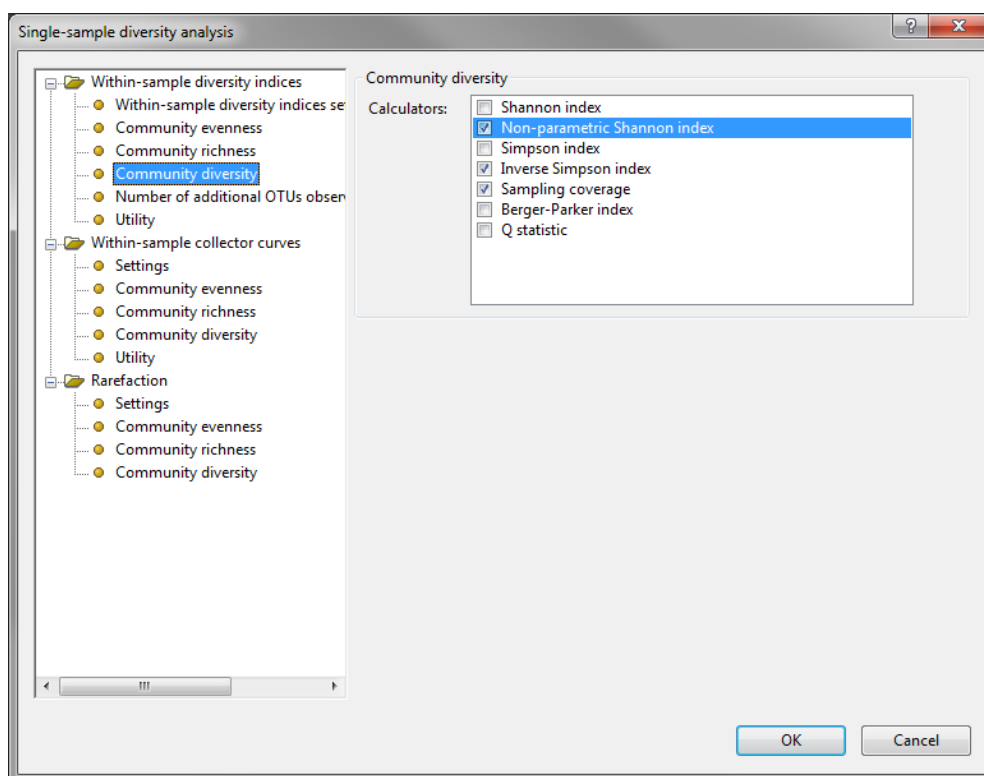 Single-sample diversity analysis
Within-sample diversity indices
Within-sample diversity indices se
Community evenness
Community richness
Community diversity
Number of additional OTUs obser
Utility
Within-sample collector curves
Settings
Community evenness
Community richness
Community diversity
Utility
Rarefaction
Settings
Community evenness
Community richness
Community diversity
Community diversity
Calculators:
Shannon index
Non-parametric Shannon index
Simpson index
Inverse Simpson index
Sampling coverage
Berger-Parker index
Q statistic
OK
Cancel